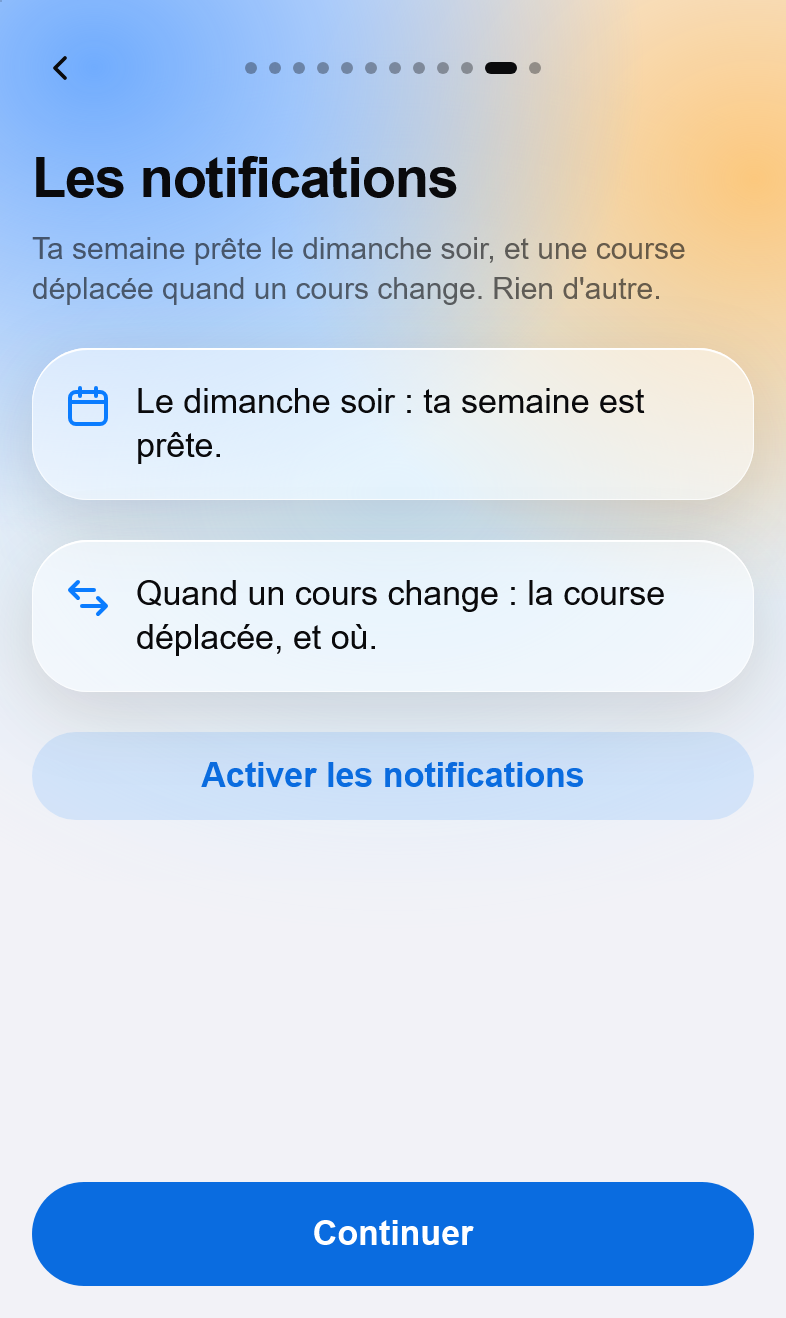 Les notifications
Ta semaine prête le dimanche soir, et une course
déplacée quand un cours change. Rien d'autre.
Le dimanche soir : ta semaine est
prête.
Quand un cours change : la course
déplacée, et où.
Activer les notifications
Continuer